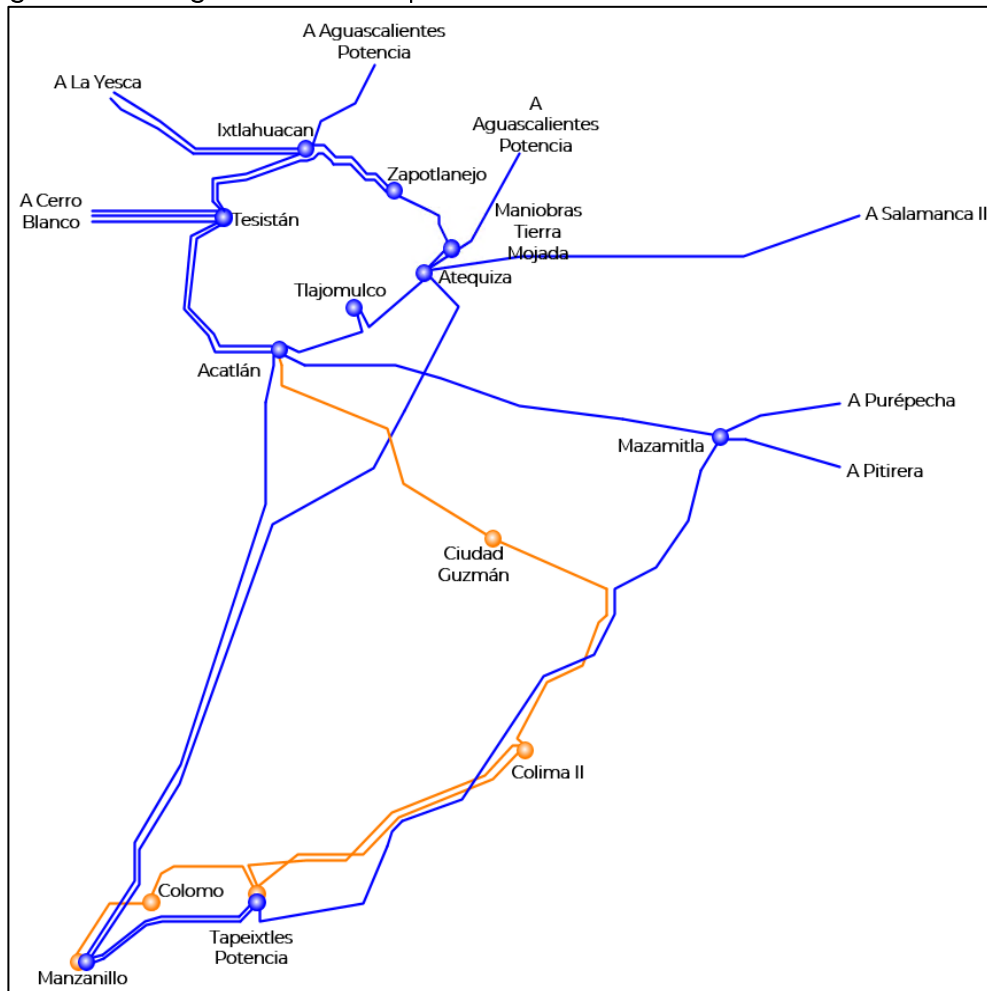 A Aguascalientes
Potencia
A La Yesca
A
Aguascalientes
Potencia
Ixtlahuacan
Zapotlanejo
A Cerro
Blanco
Tesistán
Maniobras
Tierra
Mojada
A Salamanca II
Atequiza
Tlajomulco
Acatlán
A Purépecha
Mazamitla
A Pitirera
Ciudad
Guzmán
Colima II
Colomo
Tapeixtles
Potencia
Manzanillo